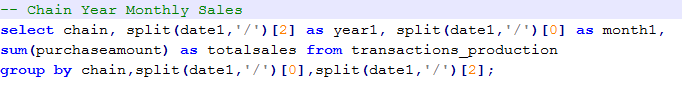 -- Chain Year Monthly Sales
select chain, split(date1,'/')[2] as year1, split(date1,'/')[0] as month1,
sum(purchaseamount) as totalsales from transactions_production
group by chain,split(date1,'/')[0],split(date1,'/')[2];